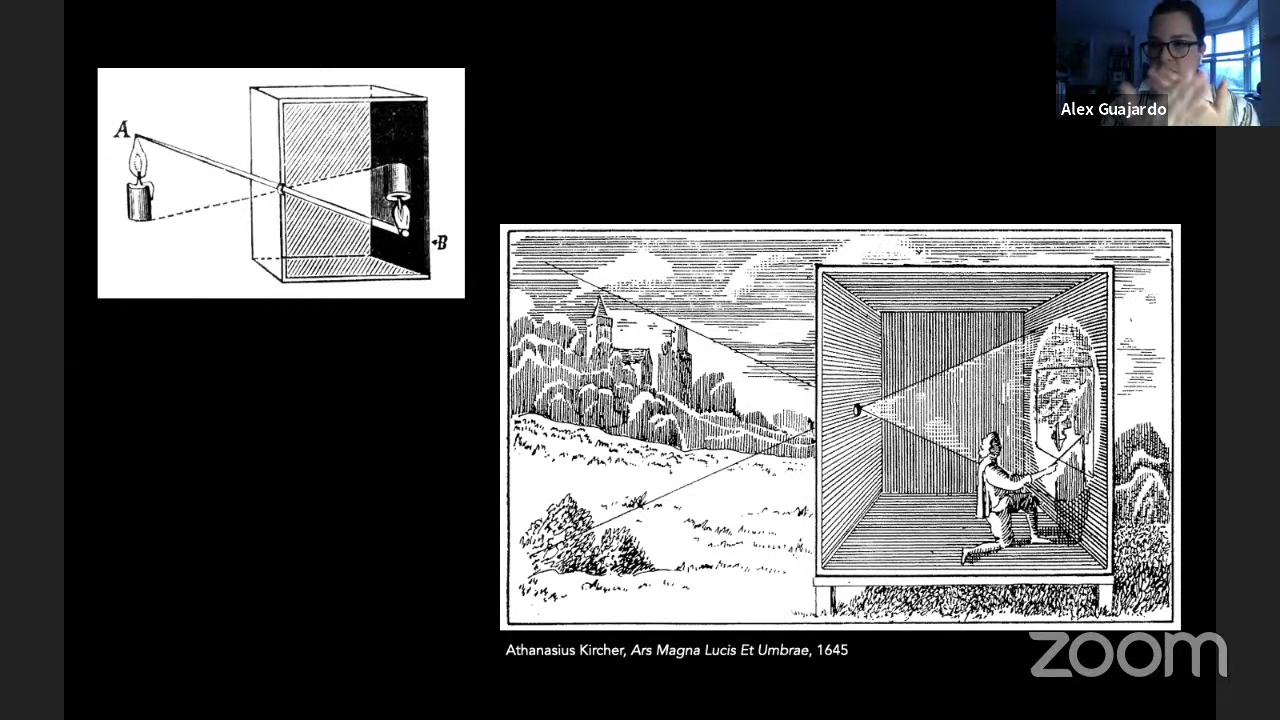 Alex Guajardo
A
B
Athanasius Kircher, Ars Magna Lucis Et Umbrae, 1645
zoom